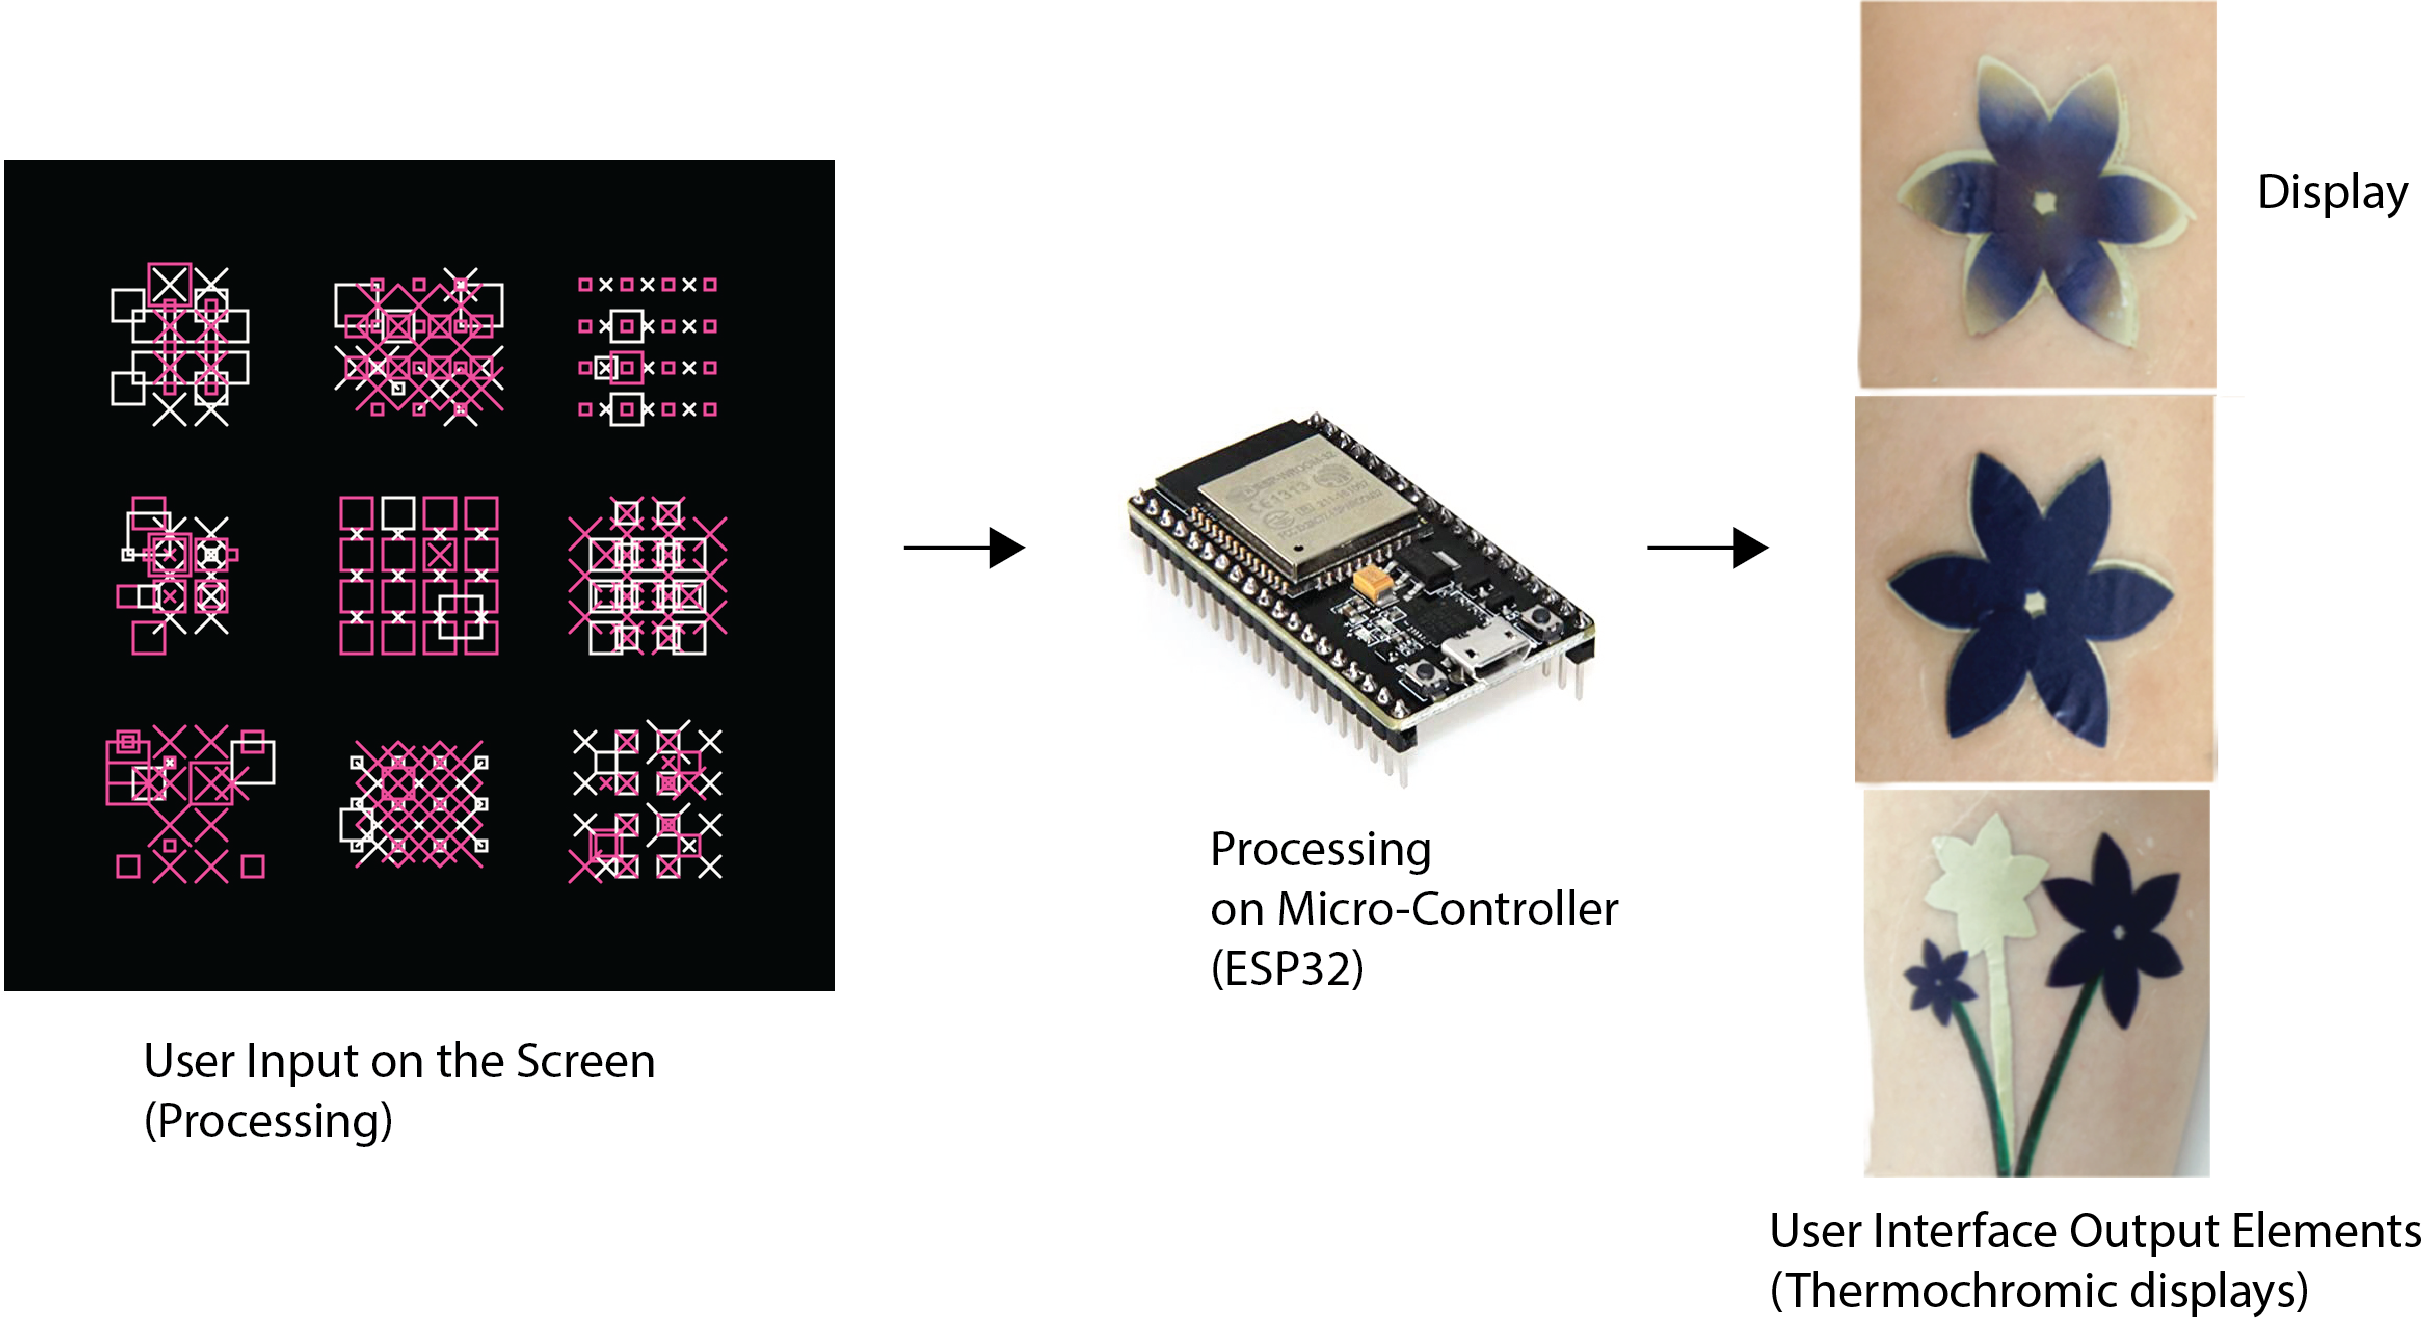 Display
Processing
on Micro-Controller
(ESP32)
User Input on the Screen
(Processing)
User Interface Output Elements
(Thermochromic displays)